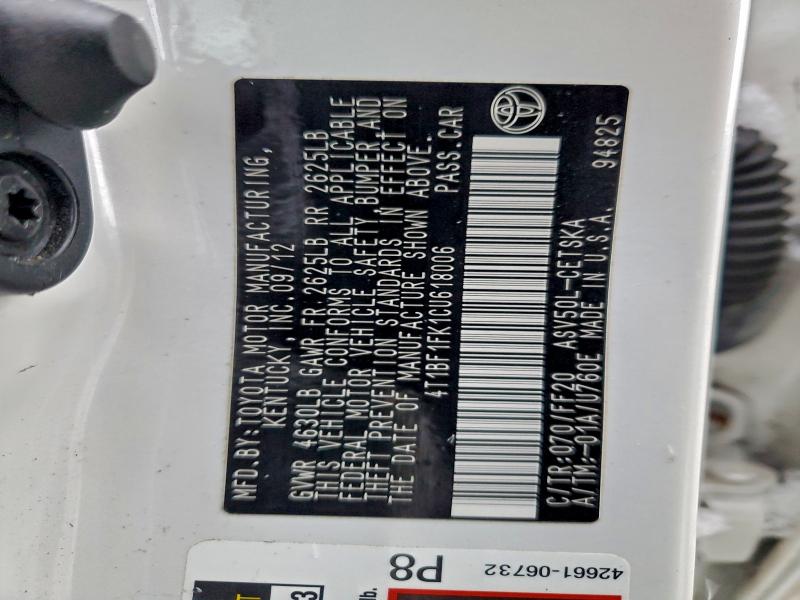 MFD.BY:TOYOTA MOTOR MANUFACTURING,
KENTUCKY, INC.09/12
GVWR 4630LB GAWR FR 2625LB RR 2625LB
THIS VEHICLE CONFORMS TO ALL APPLICABLE
FEDERAL MOTOR VEHICLE SAFETY, BUMPER AND
THEFT PREVENTION STANDARDS IN EFFECT ON
THE DATE OF MANUFACTURE SHOWN ABOVE.
4T1BF1FK1CU618006 PASS.CAR
C/TR:070/FF20 ASV50L-CETSKA 94825
A/TM:-01A/U760E MADE IN U.S.A.
P8
42661-06732
lb.
3